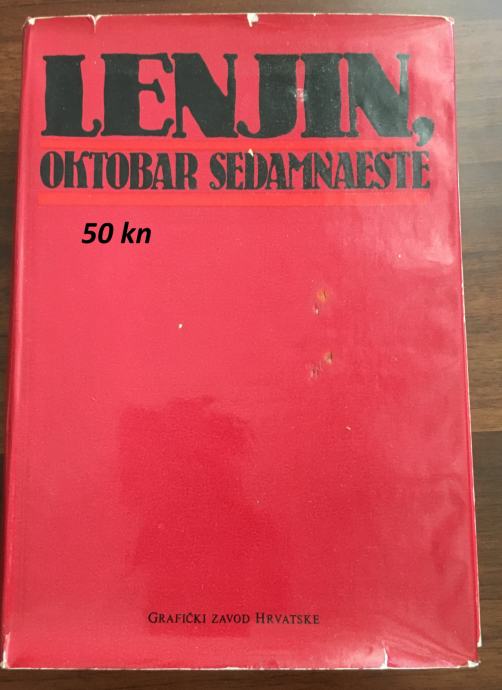 LENJIN,
OKTOBAR SEDAMNAESTE
50 kn
GRAFIČKI ZAVOD HRVATSKE